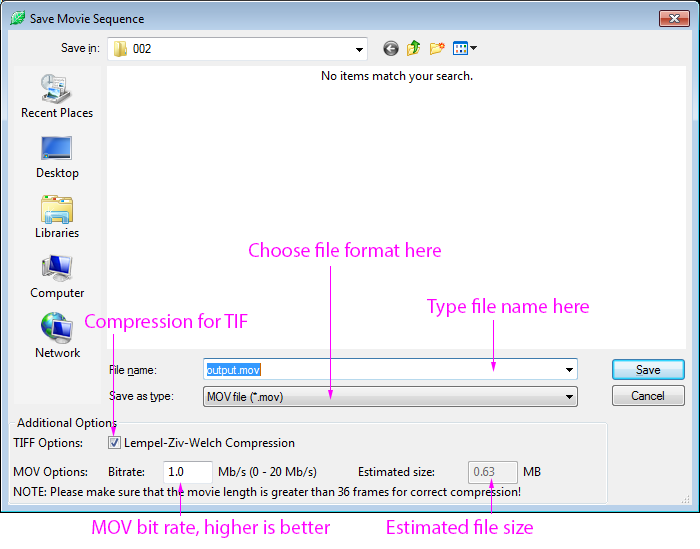 Save Movie Sequence
Save in: 002
No items match your search.
Recent Places
Desktop
Libraries
Computer
Network
Choose file format here
Type file name here
Compression for TIF
File name: output.mov Save
Save as type: MOV file (*.mov) Cancel
Additional Options
TIFF Options: Lempel-Ziv-Welch Compression
MOV Options: Bitrate: 1.0 Mb/s (0 - 20 Mb/s) Estimated size: 0.63 MB
NOTE: Please make sure that the movie length is greater than 36 frames for correct compression!
MOV bit rate, higher is better Estimated file size